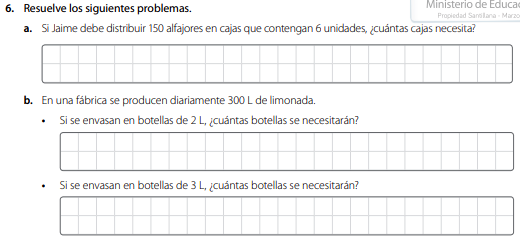 Ministerio de Educa
Propiedad Santillana - Marzo
6. Resuelve los siguientes problemas.
a. Si Jaime debe distribuir 150 alfajores en cajas que contengan 6 unidades, ¿cuántas cajas necesita?
b. En una fábrica se producen diariamente 300 L de limonada.
• Si se envasan en botellas de 2 L, ¿cuántas botellas se necesitarán?
• Si se envasan en botellas de 3 L, ¿cuántas botellas se necesitarán?